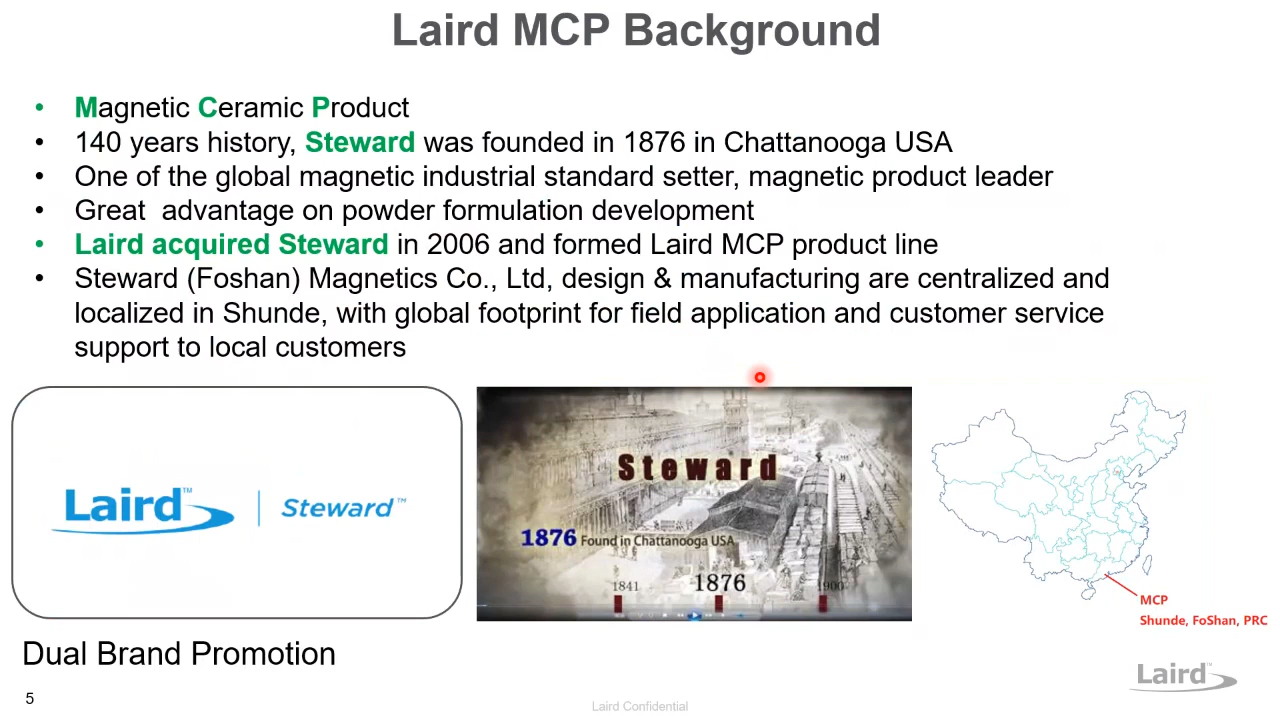 Laird MCP Background
• Magnetic Ceramic Product
• 140 years history, Steward was founded in 1876 in Chattanooga USA
• One of the global magnetic industrial standard setter, magnetic product leader
• Great  advantage on powder formulation development
• Laird acquired Steward in 2006 and formed Laird MCP product line
• Steward (Foshan) Magnetics Co., Ltd, design & manufacturing are centralized and
localized in Shunde, with global footprint for field application and customer service
support to local customers
Laird™ | Steward™
Steward
1876 Found in Chattanooga USA
1841 1876 1900
MCP
Shunde, FoShan, PRC
Dual Brand Promotion
Laird™
5
Laird Confidential